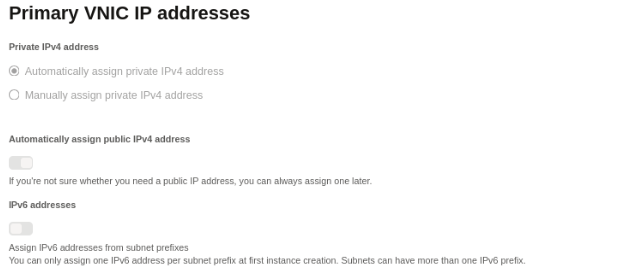 Primary VNIC IP addresses
Private IPv4 address
Automatically assign private IPv4 address
Manually assign private IPv4 address
Automatically assign public IPv4 address
If you're not sure whether you need a public IP address, you can always assign one later.
IPv6 addresses
Assign IPv6 addresses from subnet prefixes
You can only assign one IPv6 address per subnet prefix at first instance creation. Subnets can have more than one IPv6 prefix.